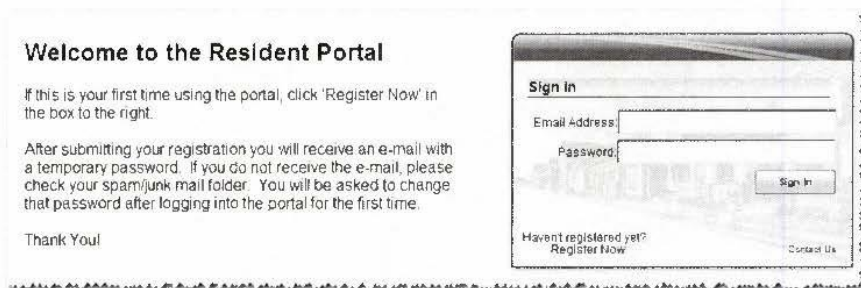 Welcome to the Resident Portal
If this is your first time using the portal, click 'Register Now' in
the box to the right.
After submitting your registration you will receive an e-mail with
a temporary password. If you do not receive the e-mail, please
check your spam/junk mail folder. You will be asked to change
that password after logging into the portal for the first time.
Thank You!
Sign in
Email Address:
Password:
Sign In
Haven't registered yet?
Register Now
Contact Us